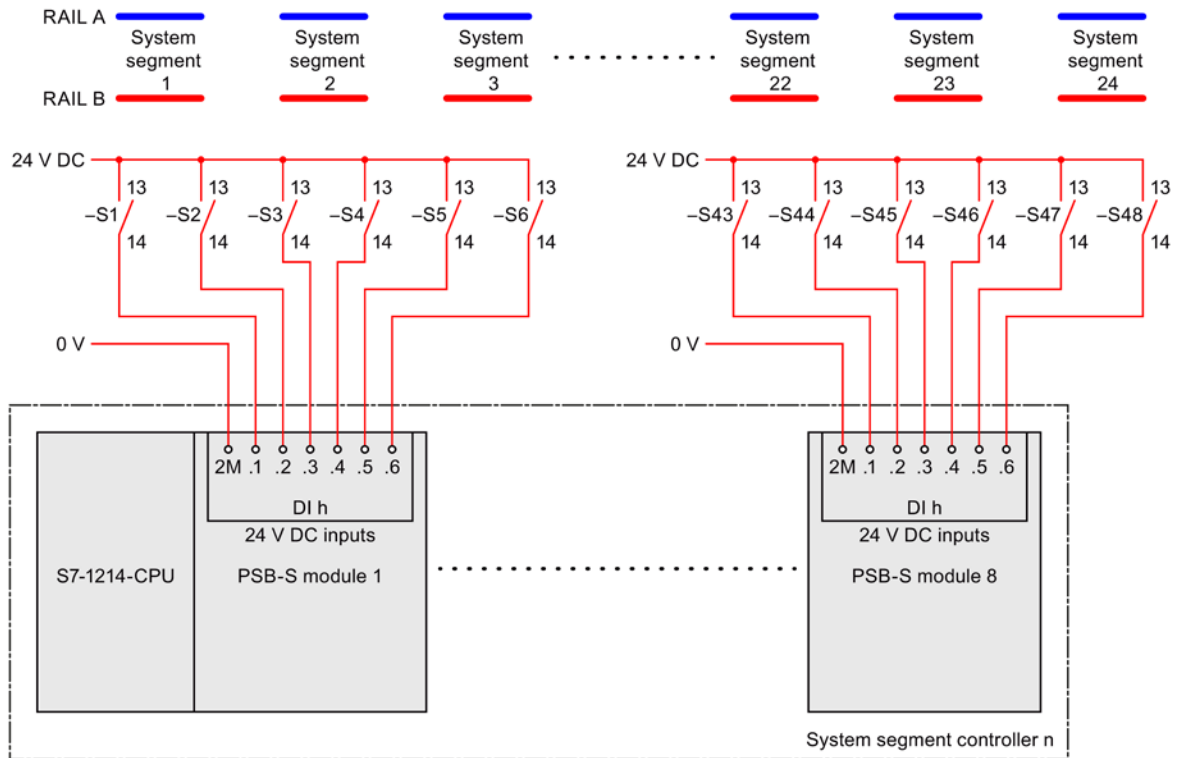 RAIL A
System segment 1
System segment 2
System segment 3
System segment 22
System segment 23
System segment 24
RAIL B
24 V DC
24 V DC
13
13
13
13
13
13
13
13
13
13
13
13
–S1
–S2
–S3
–S4
–S5
–S6
–S43
–S44
–S45
–S46
–S47
–S48
14
14
14
14
14
14
14
14
14
14
14
14
0 V
0 V
2M .1 .2 .3 .4 .5 .6
2M .1 .2 .3 .4 .5 .6
DI h
DI h
24 V DC inputs
24 V DC inputs
S7-1214-CPU
PSB-S module 1
PSB-S module 8
System segment controller n